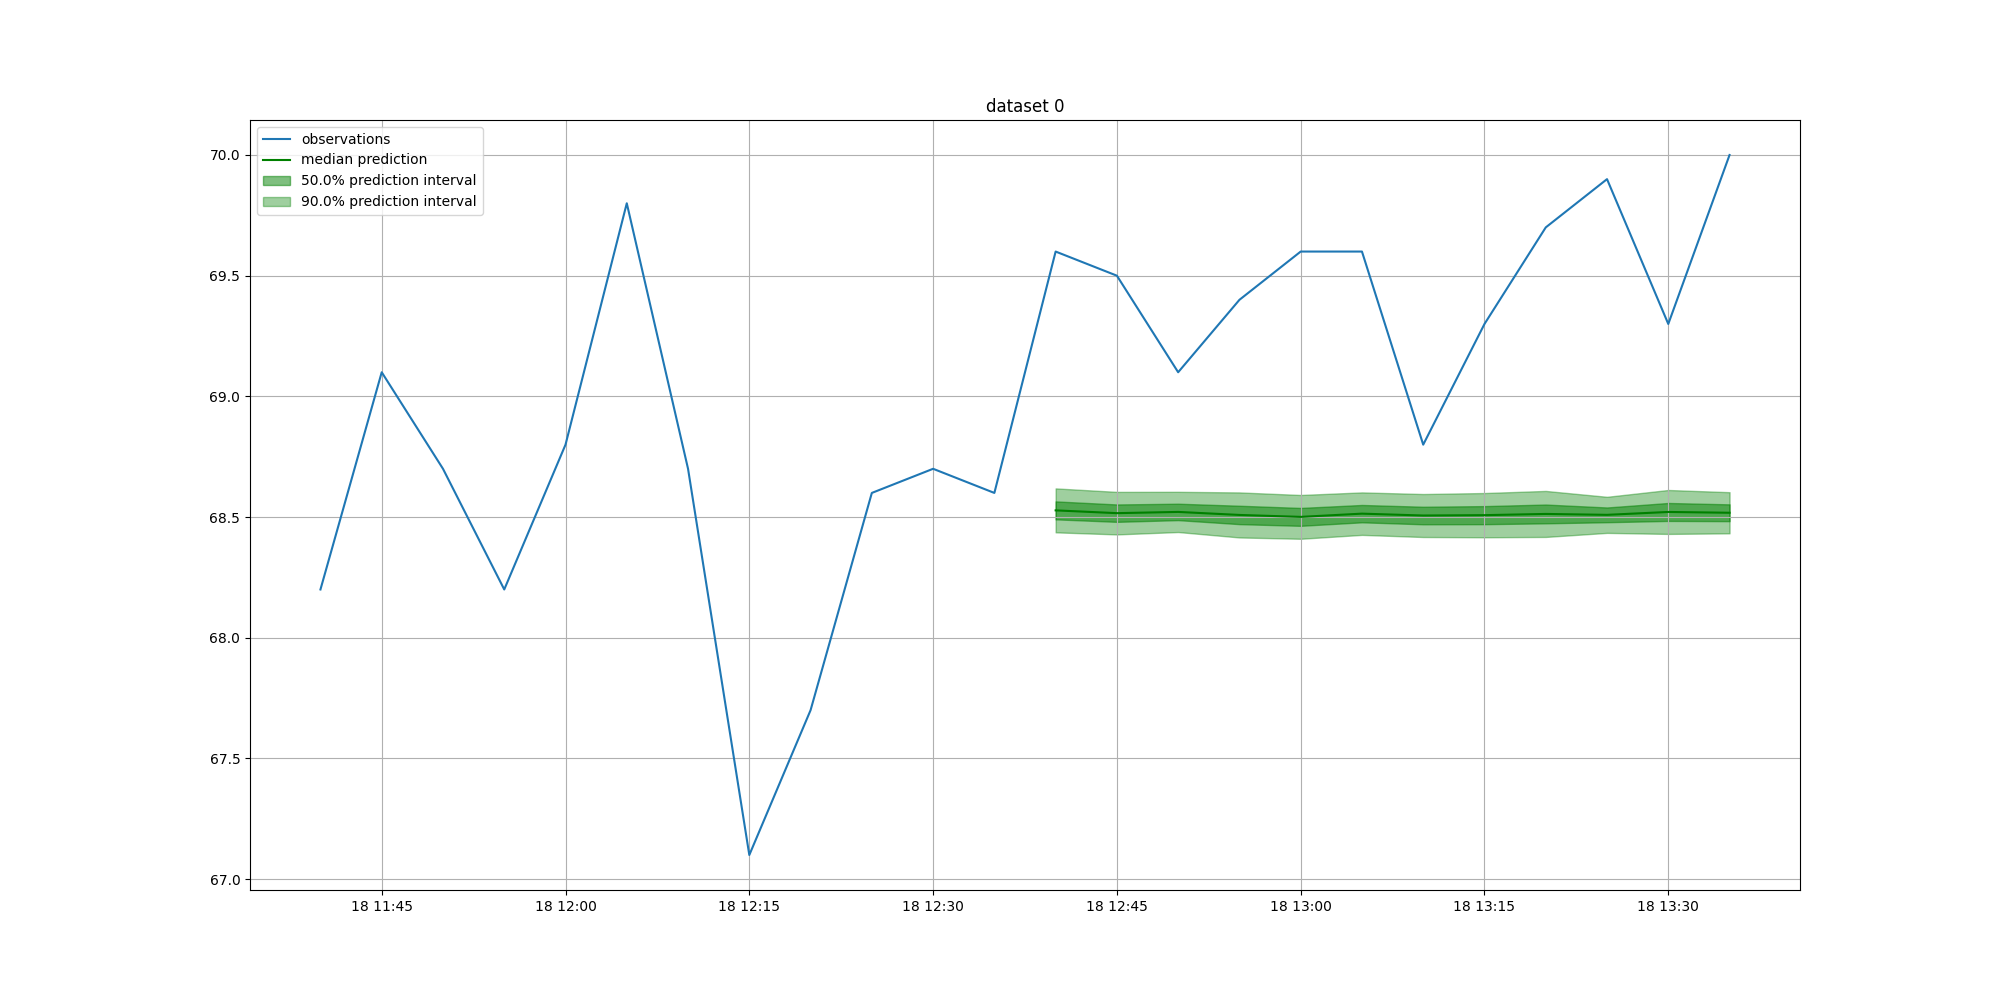 dataset 0
observations
median prediction
50.0% prediction interval
90.0% prediction interval
70.0
69.5
69.0
68.5
68.0
67.5
67.0
18 11:45 18 12:00 18 12:15 18 12:30 18 12:45 18 13:00 18 13:15 18 13:30